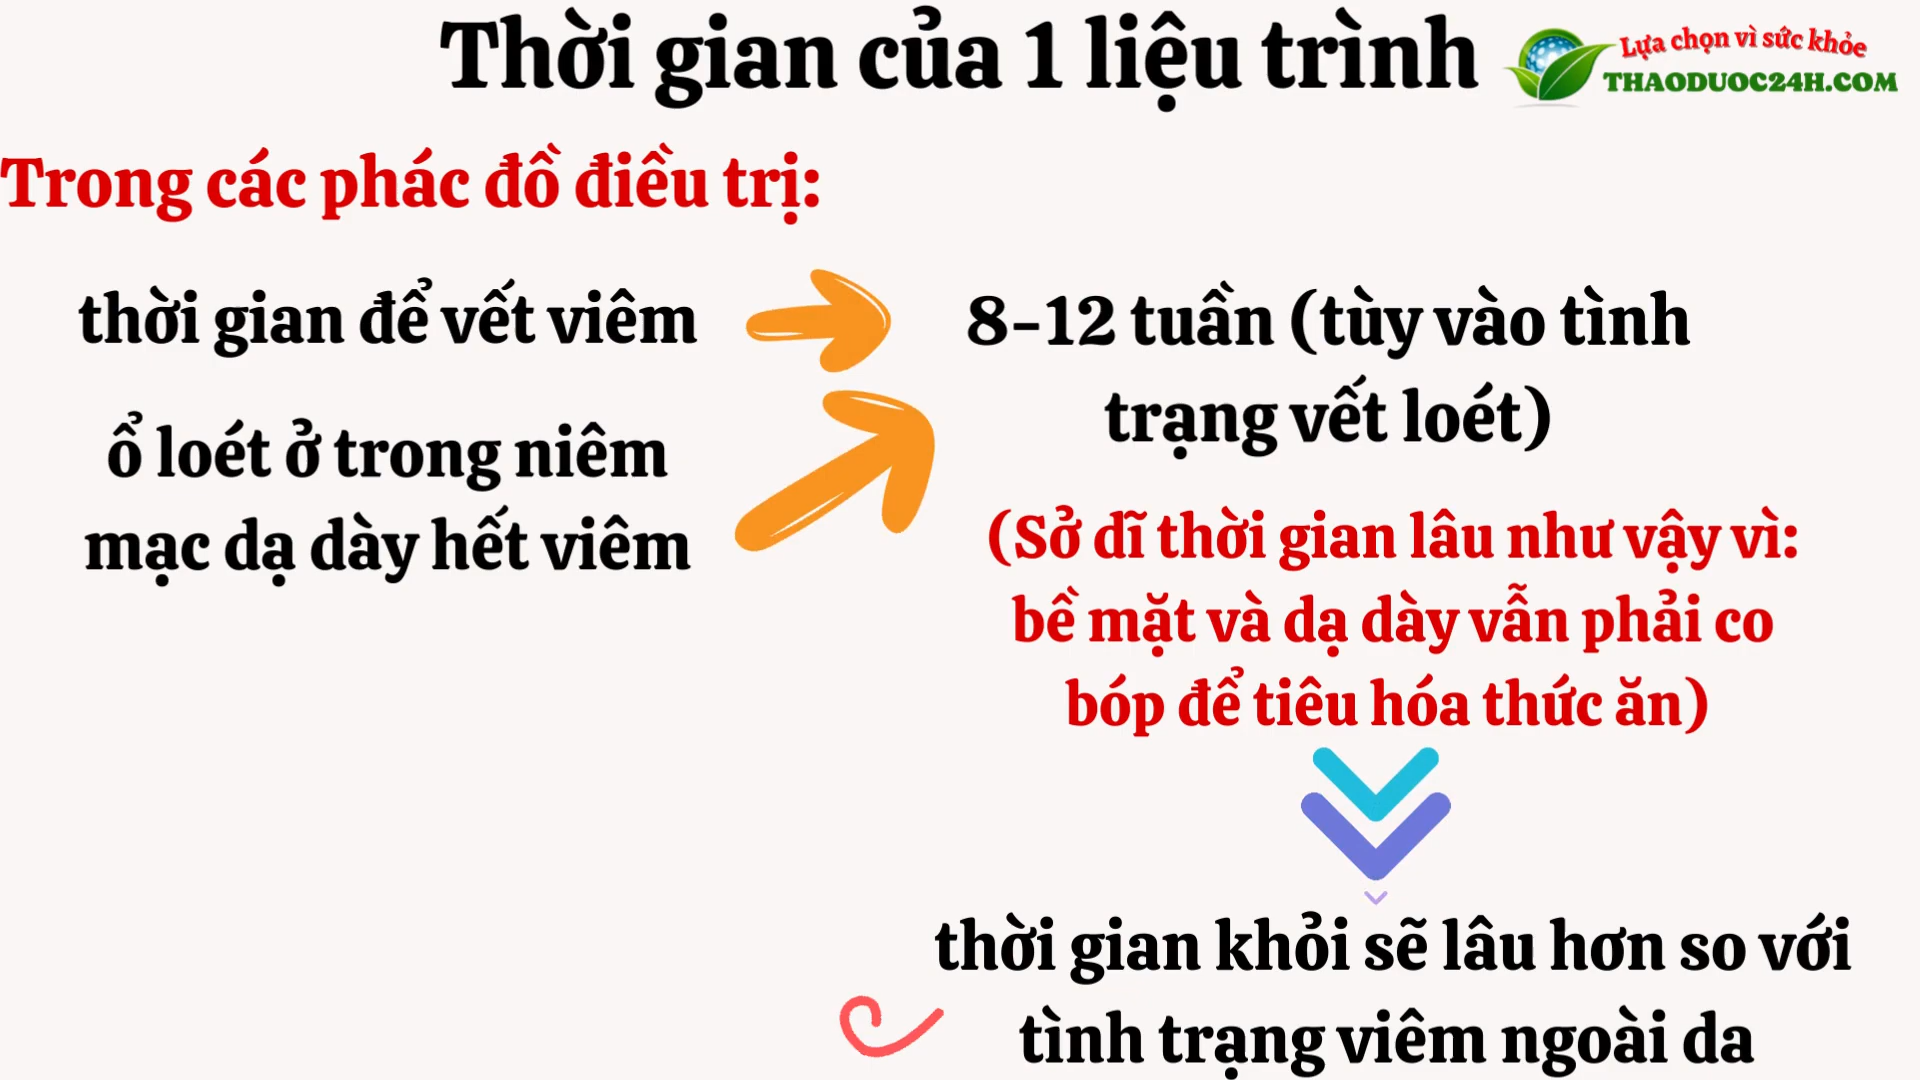 Thời gian của 1 liệu trình
Lựa chọn vì sức khỏe
THAODUOC24H.COM
Trong các phác đồ điều trị:
thời gian để vết viêm
ổ loét ở trong niêm
mạc dạ dày hết viêm
8-12 tuần (tùy vào tình
trạng vết loét)
(Sở dĩ thời gian lâu như vậy vì:
bề mặt và dạ dày vẫn phải co
bóp để tiêu hóa thức ăn)
thời gian khỏi sẽ lâu hơn so với
tình trạng viêm ngoài da